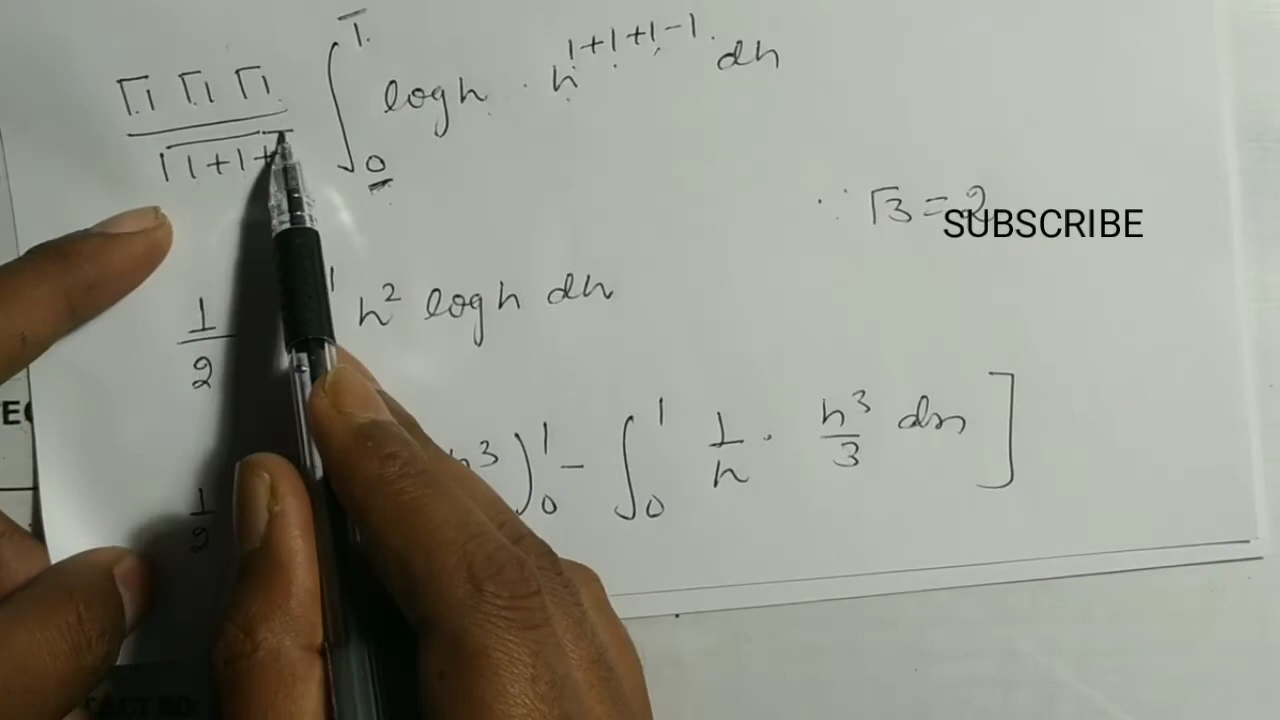 Γ1 Γ1 Γ1 / Γ1+1+ ∫₀¹ log h · h^(1+1+1-1) dh
∵ Γ3 = 2
SUBSCRIBE
1/2 ¹ h² log h dh
h³ )₀¹ - ∫₀¹ 1/h · h³/3 dh ]